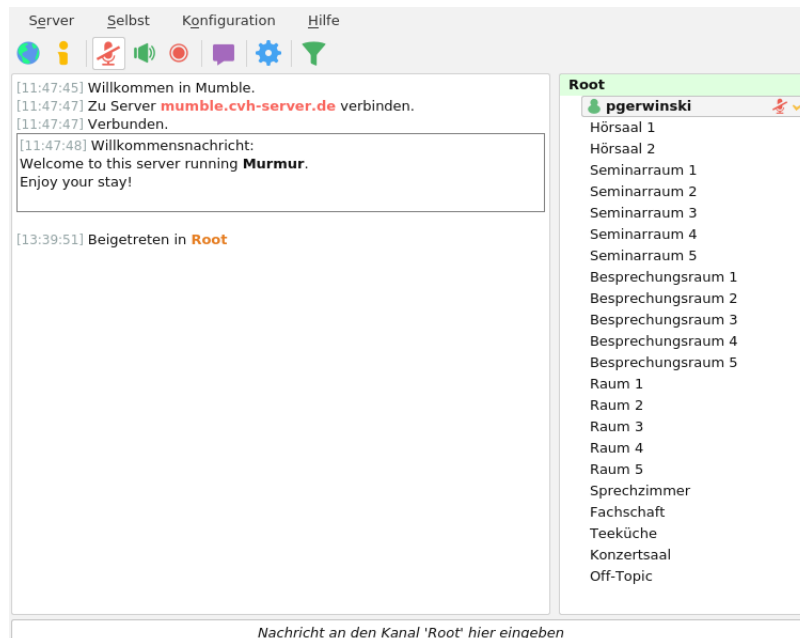 Server Selbst Konfiguration Hilfe
[11:47:45] Willkommen in Mumble.
[11:47:47] Zu Server mumble.cvh-server.de verbinden.
[11:47:47] Verbunden.
[11:47:48] Willkommensnachricht:
Welcome to this server running Murmur.
Enjoy your stay!
[13:39:51] Beigetreten in Root
Root
pgerwinski
Hörsaal 1
Hörsaal 2
Seminarraum 1
Seminarraum 2
Seminarraum 3
Seminarraum 4
Seminarraum 5
Besprechungsraum 1
Besprechungsraum 2
Besprechungsraum 3
Besprechungsraum 4
Besprechungsraum 5
Raum 1
Raum 2
Raum 3
Raum 4
Raum 5
Sprechzimmer
Fachschaft
Teeküche
Konzertsaal
Off-Topic
Nachricht an den Kanal 'Root' hier eingeben